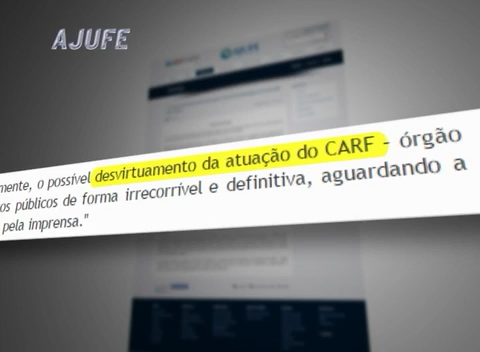 AJUFE
mente, o possível desvirtuamento da atuação do CARF - órgão
os públicos de forma irrecorrível e definitiva, aguardando a
pela imprensa."